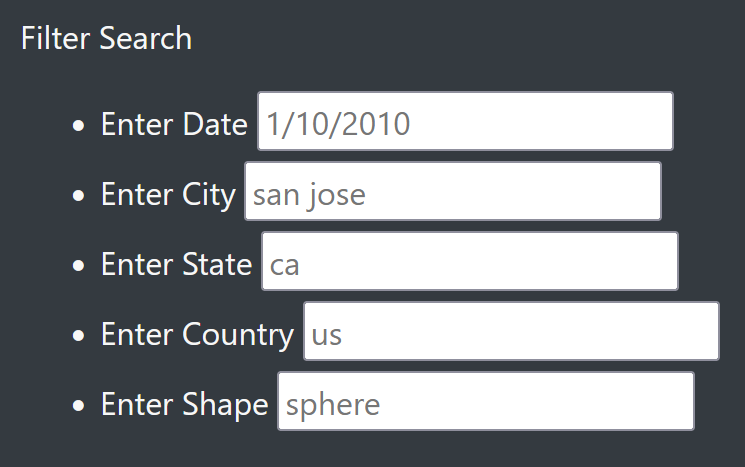 Filter Search
• Enter Date 1/10/2010
• Enter City san jose
• Enter State ca
• Enter Country us
• Enter Shape sphere